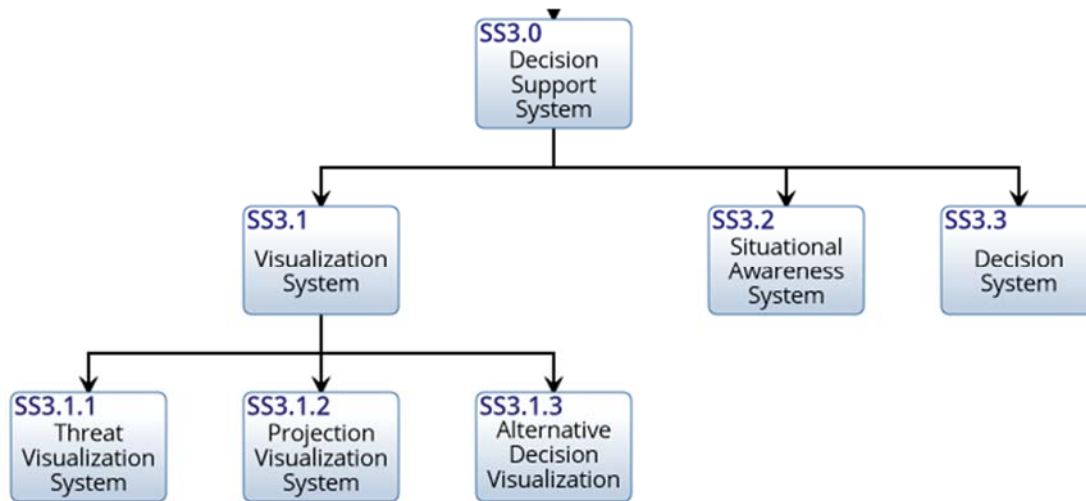 SS3.0
Decision
Support
System
SS3.1
Visualization
System
SS3.2
Situational
Awareness
System
SS3.3
Decision
System
SS3.1.1
Threat
Visualization
System
SS3.1.2
Projection
Visualization
System
SS3.1.3
Alternative
Decision
Visualization